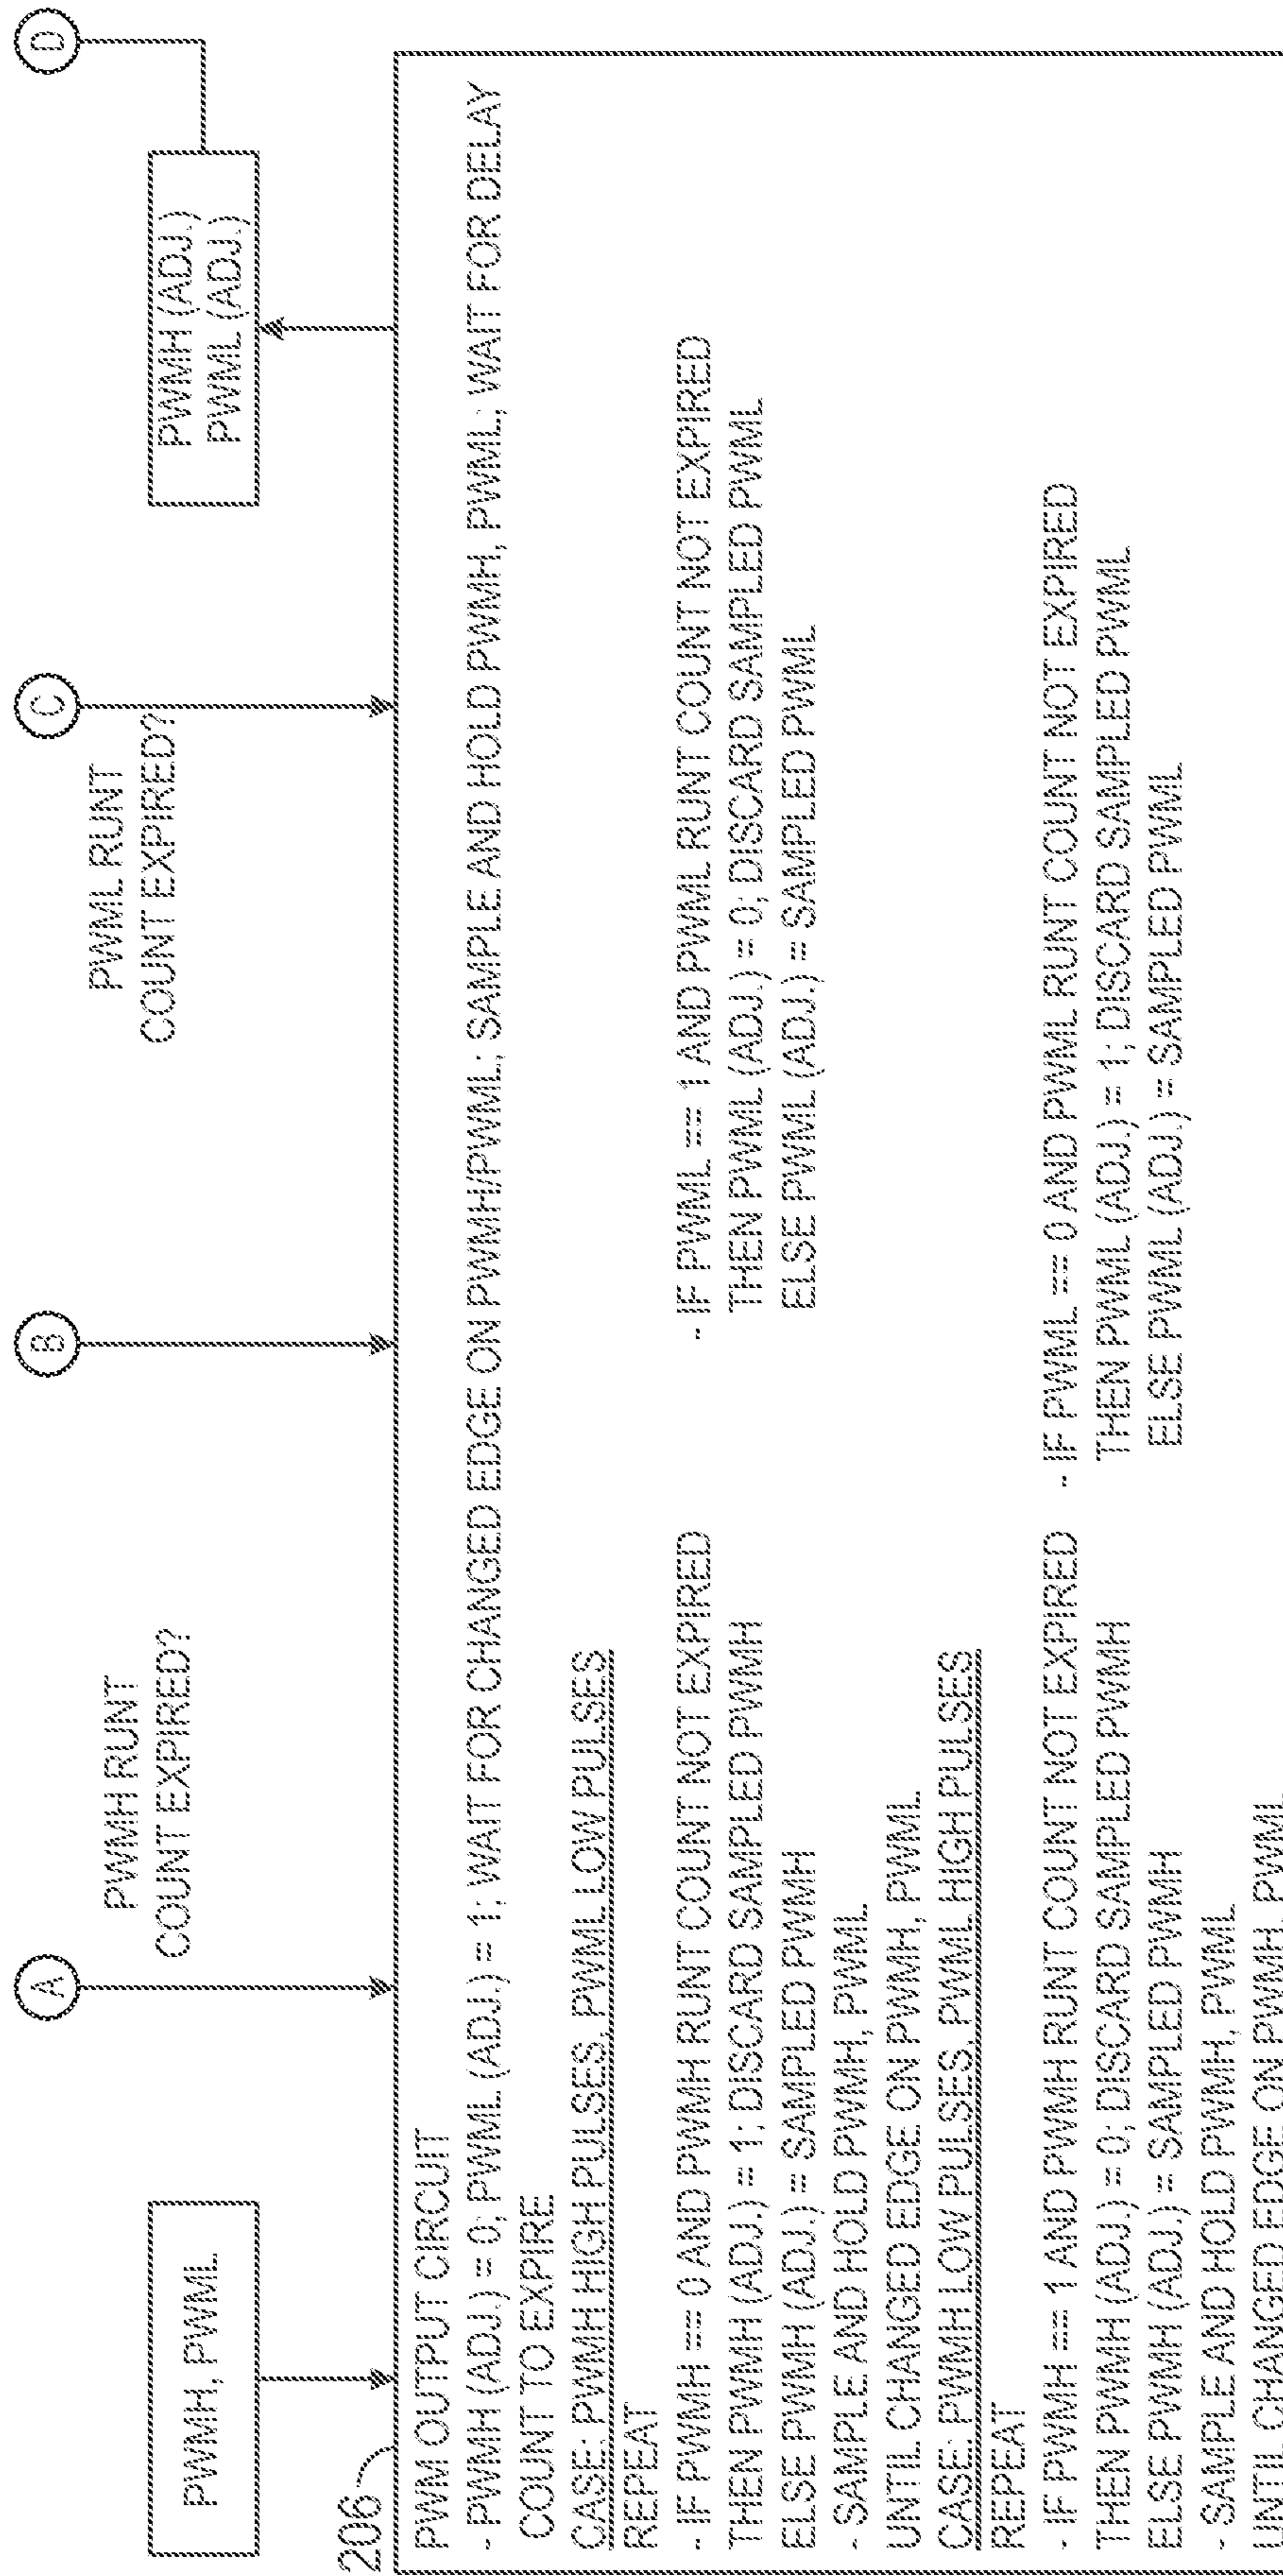 A
B
C
D
PWMH RUNT
COUNT EXPIRED?
PWML RUNT
COUNT EXPIRED?
PWMH, PWML
PWMH (ADJ.)
PWML (ADJ.)
206
PWM OUTPUT CIRCUIT
- PWMH (ADJ.) = 0; PWML (ADJ.) = 1; WAIT FOR CHANGED EDGE ON PWMH/PWML; SAMPLE AND HOLD PWMH, PWML; WAIT FOR DELAY
COUNT TO EXPIRE
CASE: PWMH HIGH PULSES, PWML LOW PULSES
REPEAT
- IF PWMH == 0 AND PWMH RUNT COUNT NOT EXPIRED
THEN PWMH (ADJ.) = 1; DISCARD SAMPLED PWMH
ELSE PWMH (ADJ.) = SAMPLED PWMH
- IF PWML == 1 AND PWML RUNT COUNT NOT EXPIRED
THEN PWML (ADJ.) = 0; DISCARD SAMPLED PWML
ELSE PWML (ADJ.) = SAMPLED PWML
- SAMPLE AND HOLD PWMH, PWML
UNTIL CHANGED EDGE ON PWMH, PWML
CASE: PWMH LOW PULSES, PWML HIGH PULSES
REPEAT
- IF PWMH == 1 AND PWMH RUNT COUNT NOT EXPIRED
THEN PWMH (ADJ.) = 0; DISCARD SAMPLED PWMH
ELSE PWMH (ADJ.) = SAMPLED PWMH
- IF PWML == 0 AND PWML RUNT COUNT NOT EXPIRED
THEN PWML (ADJ.) = 1; DISCARD SAMPLED PWML
ELSE PWML (ADJ.) = SAMPLED PWML
- SAMPLE AND HOLD PWMH, PWML
UNTIL CHANGED EDGE ON PWMH, PWML